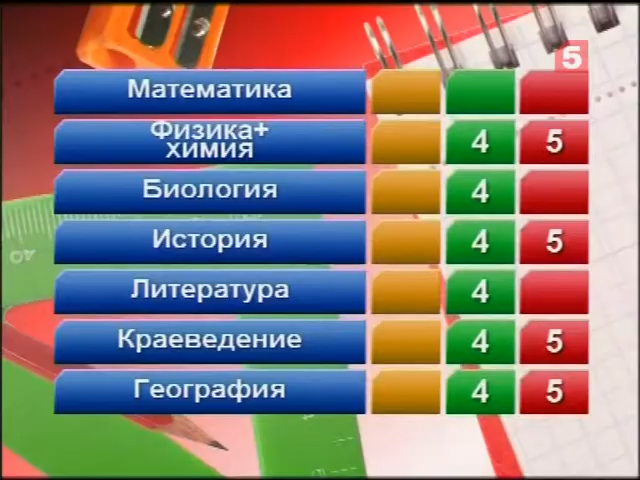 5
Математика
Физика+ 4 5
химия
Биология 4
История 4 5
Литература 4
Краеведение 4 5
География 4 5